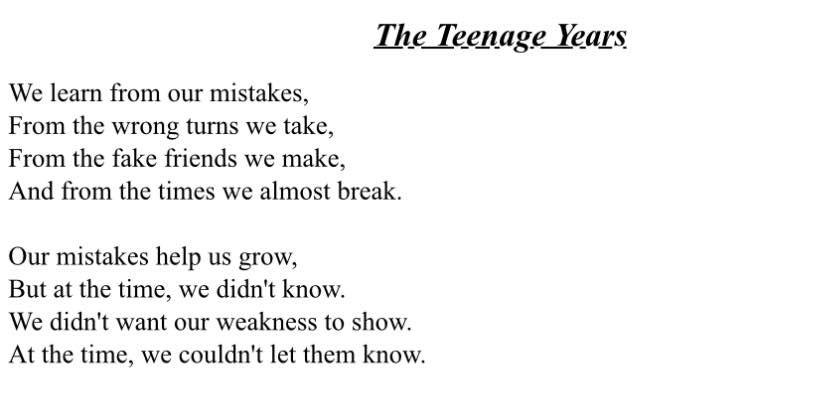 The Teenage Years
We learn from our mistakes,
From the wrong turns we take,
From the fake friends we make,
And from the times we almost break.
Our mistakes help us grow,
But at the time, we didn't know.
We didn't want our weakness to show.
At the time, we couldn't let them know.